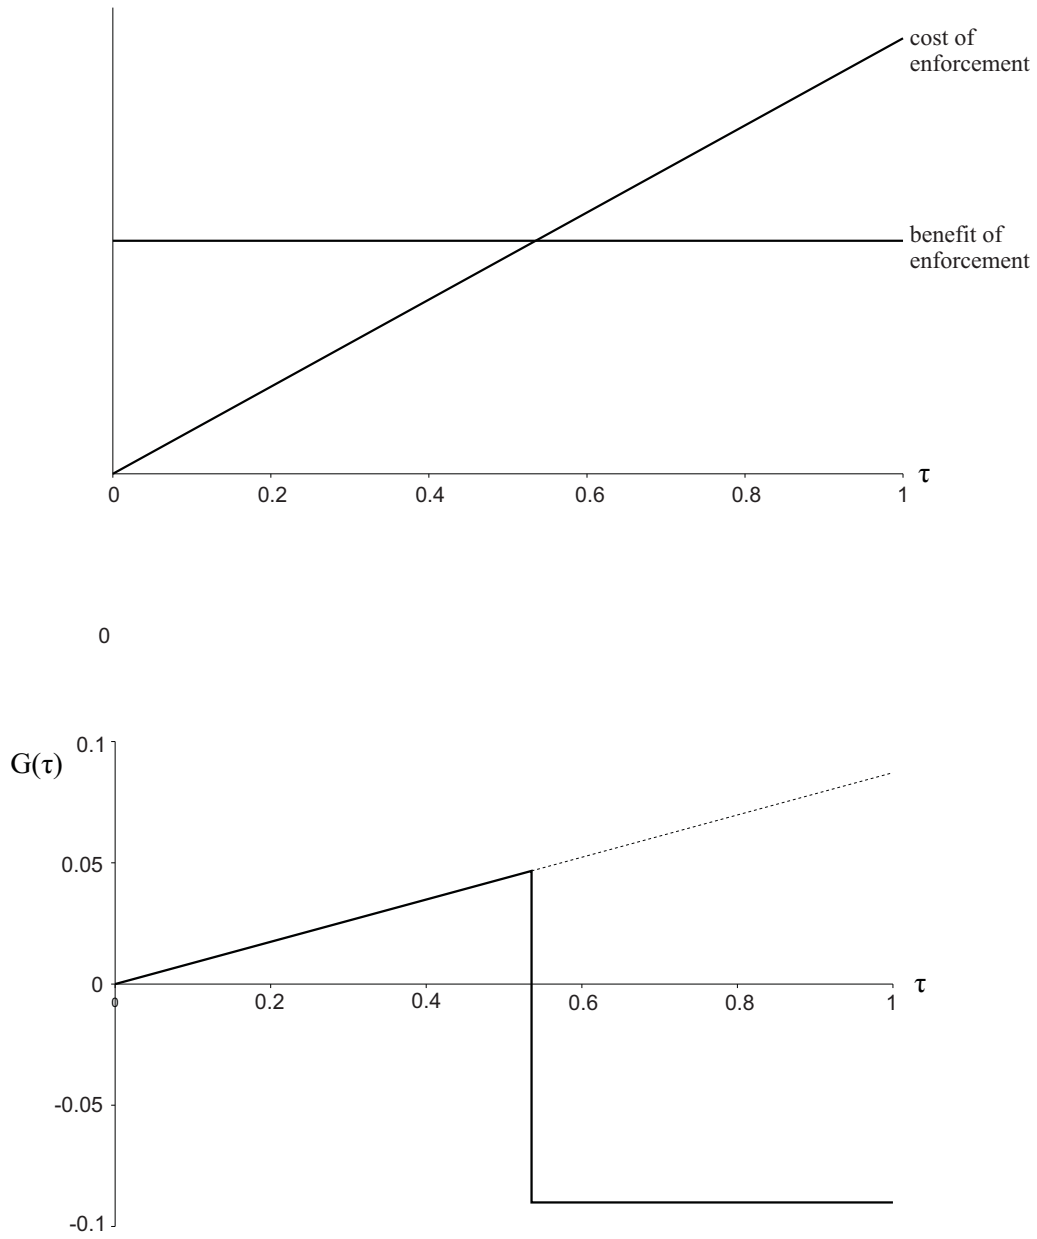 cost of
enforcement
benefit of
enforcement
τ
0 0.2 0.4 0.6 0.8 1
0
0.1
G(τ)
0.05
0
τ
0 0.2 0.4 0.6 0.8 1
-0.05
-0.1